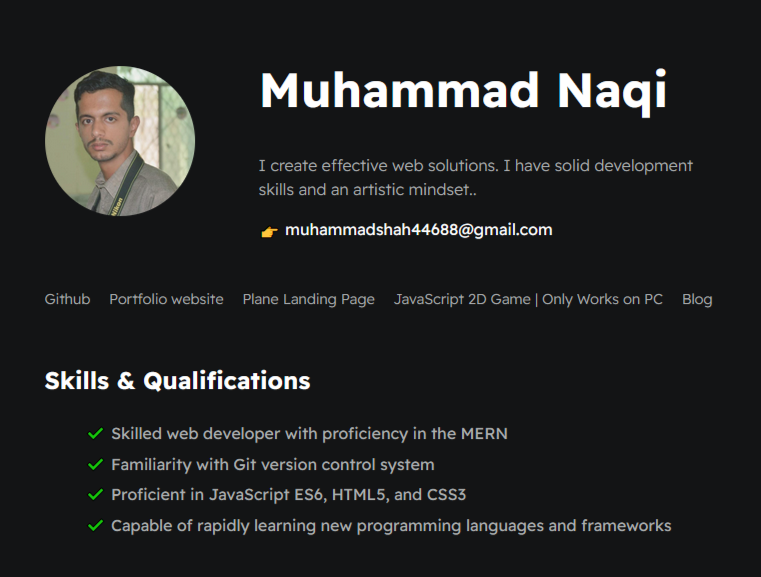 Muhammad Naqi
I create effective web solutions. I have solid development
skills and an artistic mindset..
👉 muhammadshah44688@gmail.com
Github Portfolio website Plane Landing Page JavaScript 2D Game | Only Works on PC Blog
Skills & Qualifications
Skilled web developer with proficiency in the MERN
Familiarity with Git version control system
Proficient in JavaScript ES6, HTML5, and CSS3
Capable of rapidly learning new programming languages and frameworks
Nikon